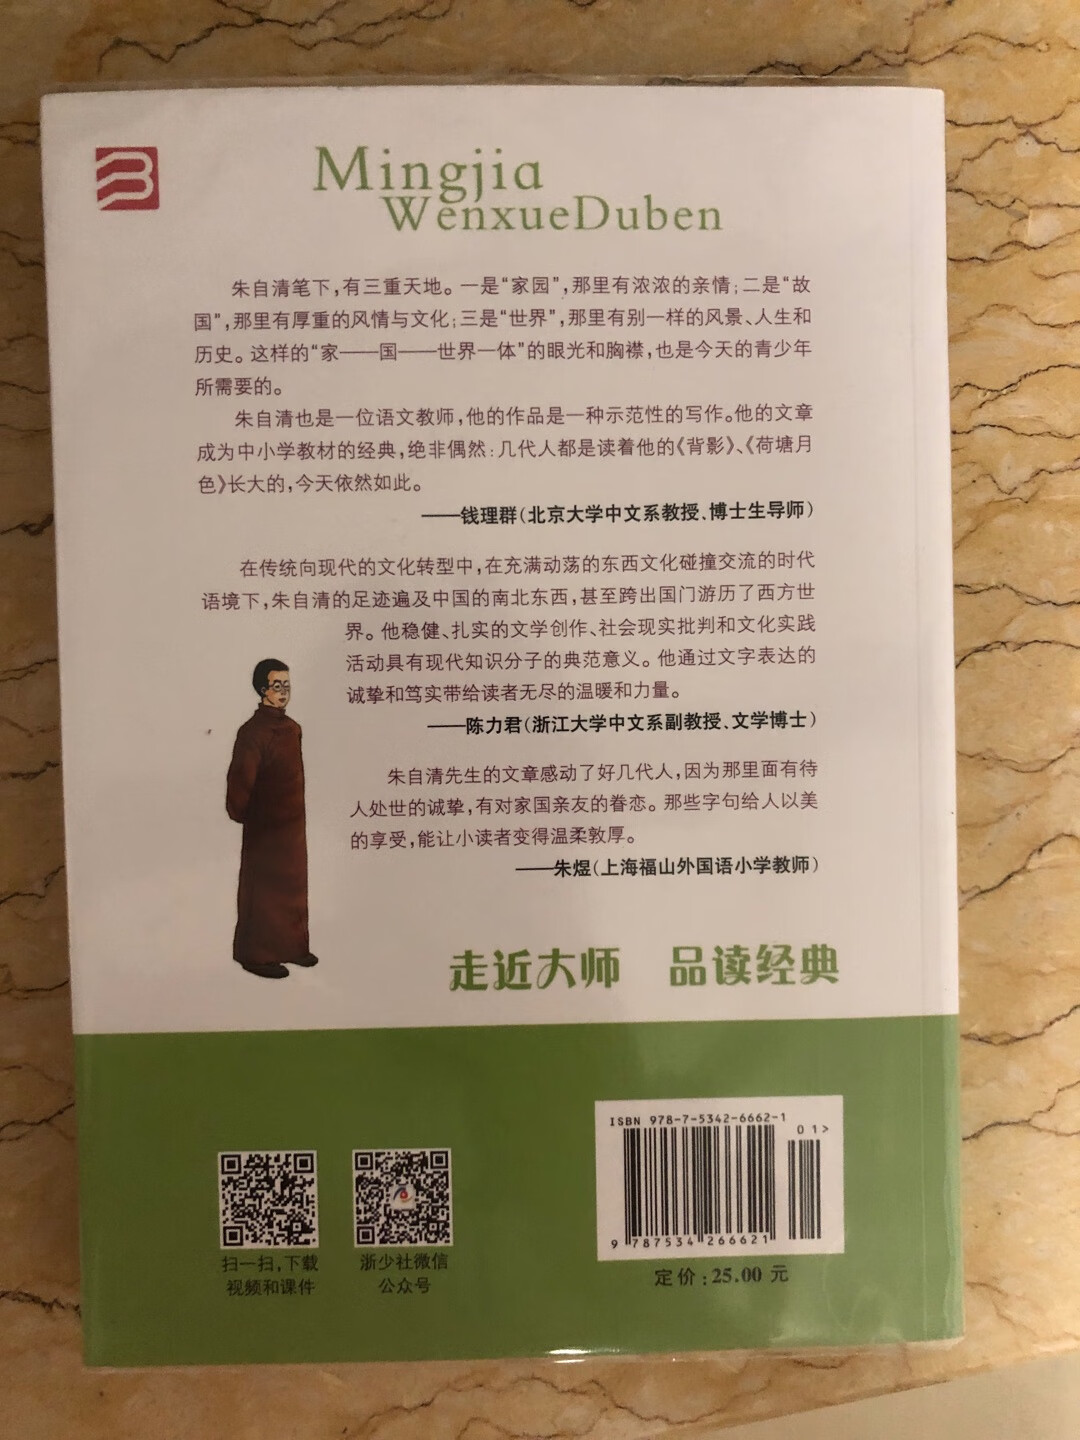 Mingjia
WenxueDuben
朱自清笔下，有三重天地。一是“家园”，那里有浓浓的亲情；二是“故
国”，那里有厚重的风情与文化；三是“世界”，那里有别一样的风景、人生和
历史。这样的“家——国——世界一体”的眼光和胸襟，也是今天的青少年
所需要的。
朱自清也是一位语文教师，他的作品是一种示范性的写作。他的文章
成为中小学教材的经典，绝非偶然：几代人都是读着他的《背影》、《荷塘月
色》长大的，今天依然如此。
——钱理群（北京大学中文系教授、博士生导师）
在传统向现代的文化转型中，在充满动荡的东西文化碰撞交流的时代
语境下，朱自清的足迹遍及中国的南北东西，甚至跨出国门游历了西方世
界。他稳健、扎实的文学创作、社会现实批判和文化实践
活动具有现代知识分子的典范意义。他通过文字表达的
诚挚和笃实带给读者无尽的温暖和力量。
——陈力君（浙江大学中文系副教授、文学博士）
朱自清先生的文章感动了好几代人，因为那里面有待
人处世的诚挚，有对家国亲友的眷恋。那些字句给人以美
的享受，能让小读者变得温柔敦厚。
——朱煜（上海福山外国语小学教师）
走近大师 品读经典
ISBN 978-7-5342-6662-1
01>
9 787534 266621
定价：25.00 元
扫一扫，下载
视频和课件
浙少社微信
公众号